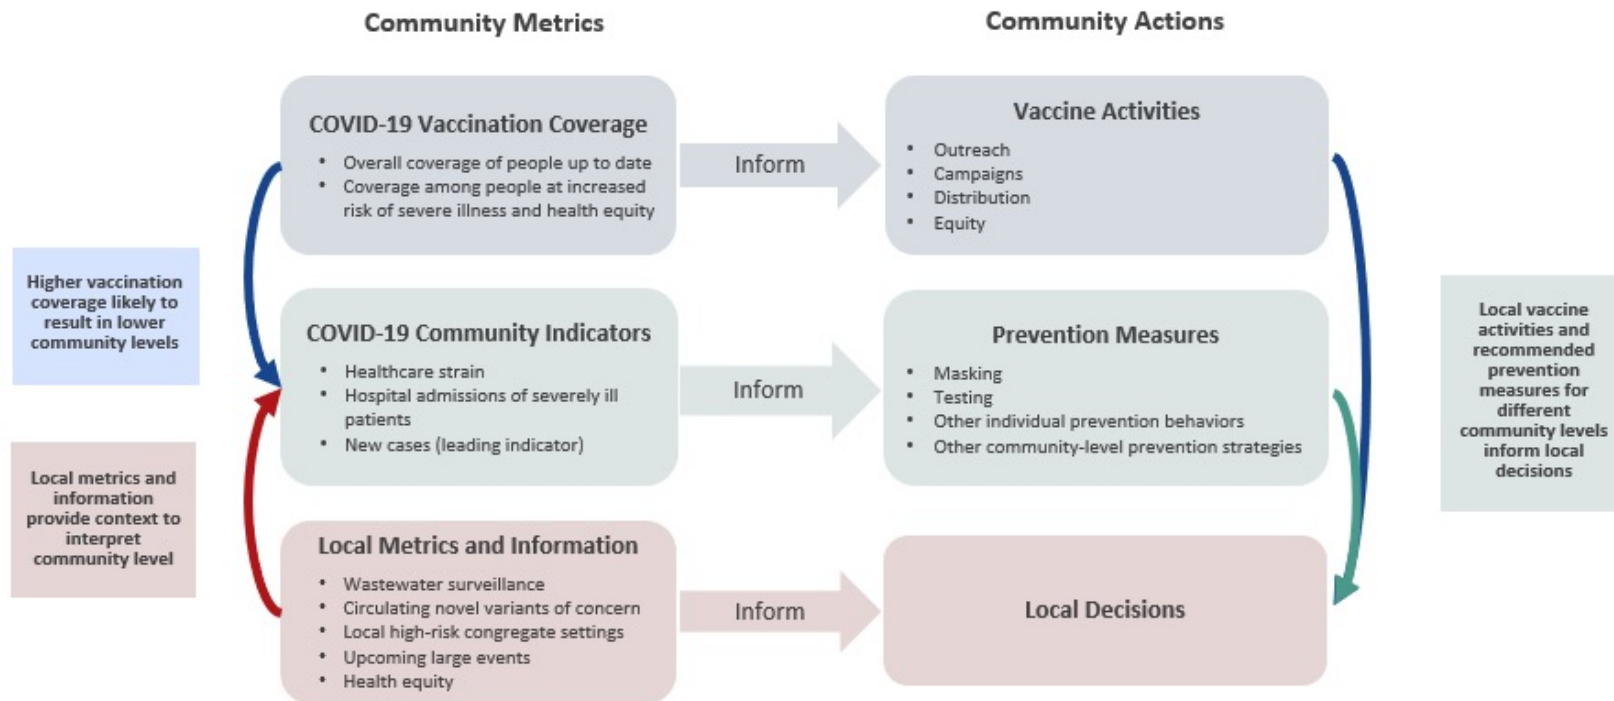 Community Metrics
Community Actions
COVID-19 Vaccination Coverage
• Overall coverage of people up to date
• Coverage among people at increased
risk of severe illness and health equity
Inform
Vaccine Activities
• Outreach
• Campaigns
• Distribution
• Equity
Higher vaccination
coverage likely to
result in lower
community levels
COVID-19 Community Indicators
• Healthcare strain
• Hospital admissions of severely ill
patients
• New cases (leading indicator)
Inform
Prevention Measures
• Masking
• Testing
• Other individual prevention behaviors
• Other community-level prevention strategies
Local vaccine
activities and
recommended
prevention
measures for
different
community levels
inform local
decisions
Local metrics and
information
provide context to
interpret
community level
Local Metrics and Information
• Wastewater surveillance
• Circulating novel variants of concern
• Local high-risk congregate settings
• Upcoming large events
• Health equity
Inform
Local Decisions